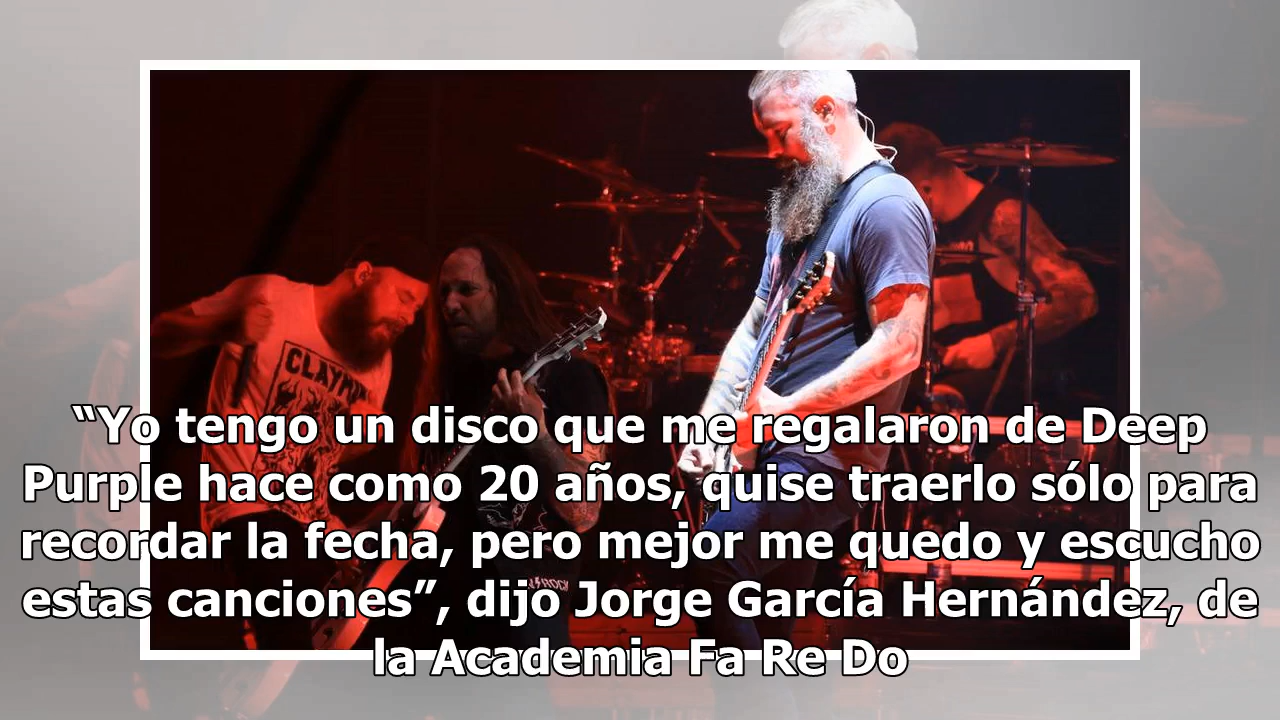 CLAYM
“Yo tengo un disco que me regalaron de Deep
Purple hace como 20 años, quise traerlo sólo para
recordar la fecha, pero mejor me quedo y escucho
estas canciones”, dijo Jorge García Hernández, de
la Academia Fa Re Do